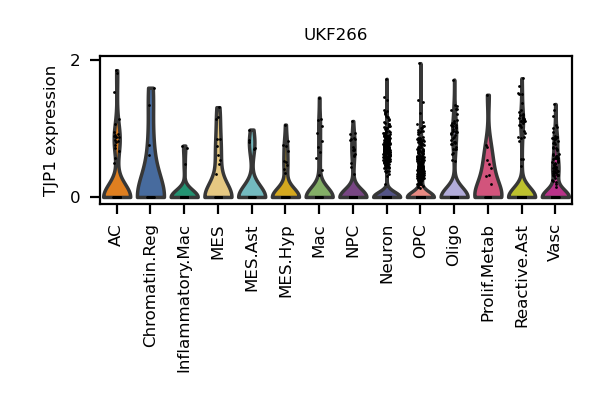 UKF266
TJP1 expression
2
0
AC
Chromatin.Reg
Inflammatory.Mac
MES
MES.Ast
MES.Hyp
Mac
NPC
Neuron
OPC
Oligo
Prolif.Metab
Reactive.Ast
Vasc